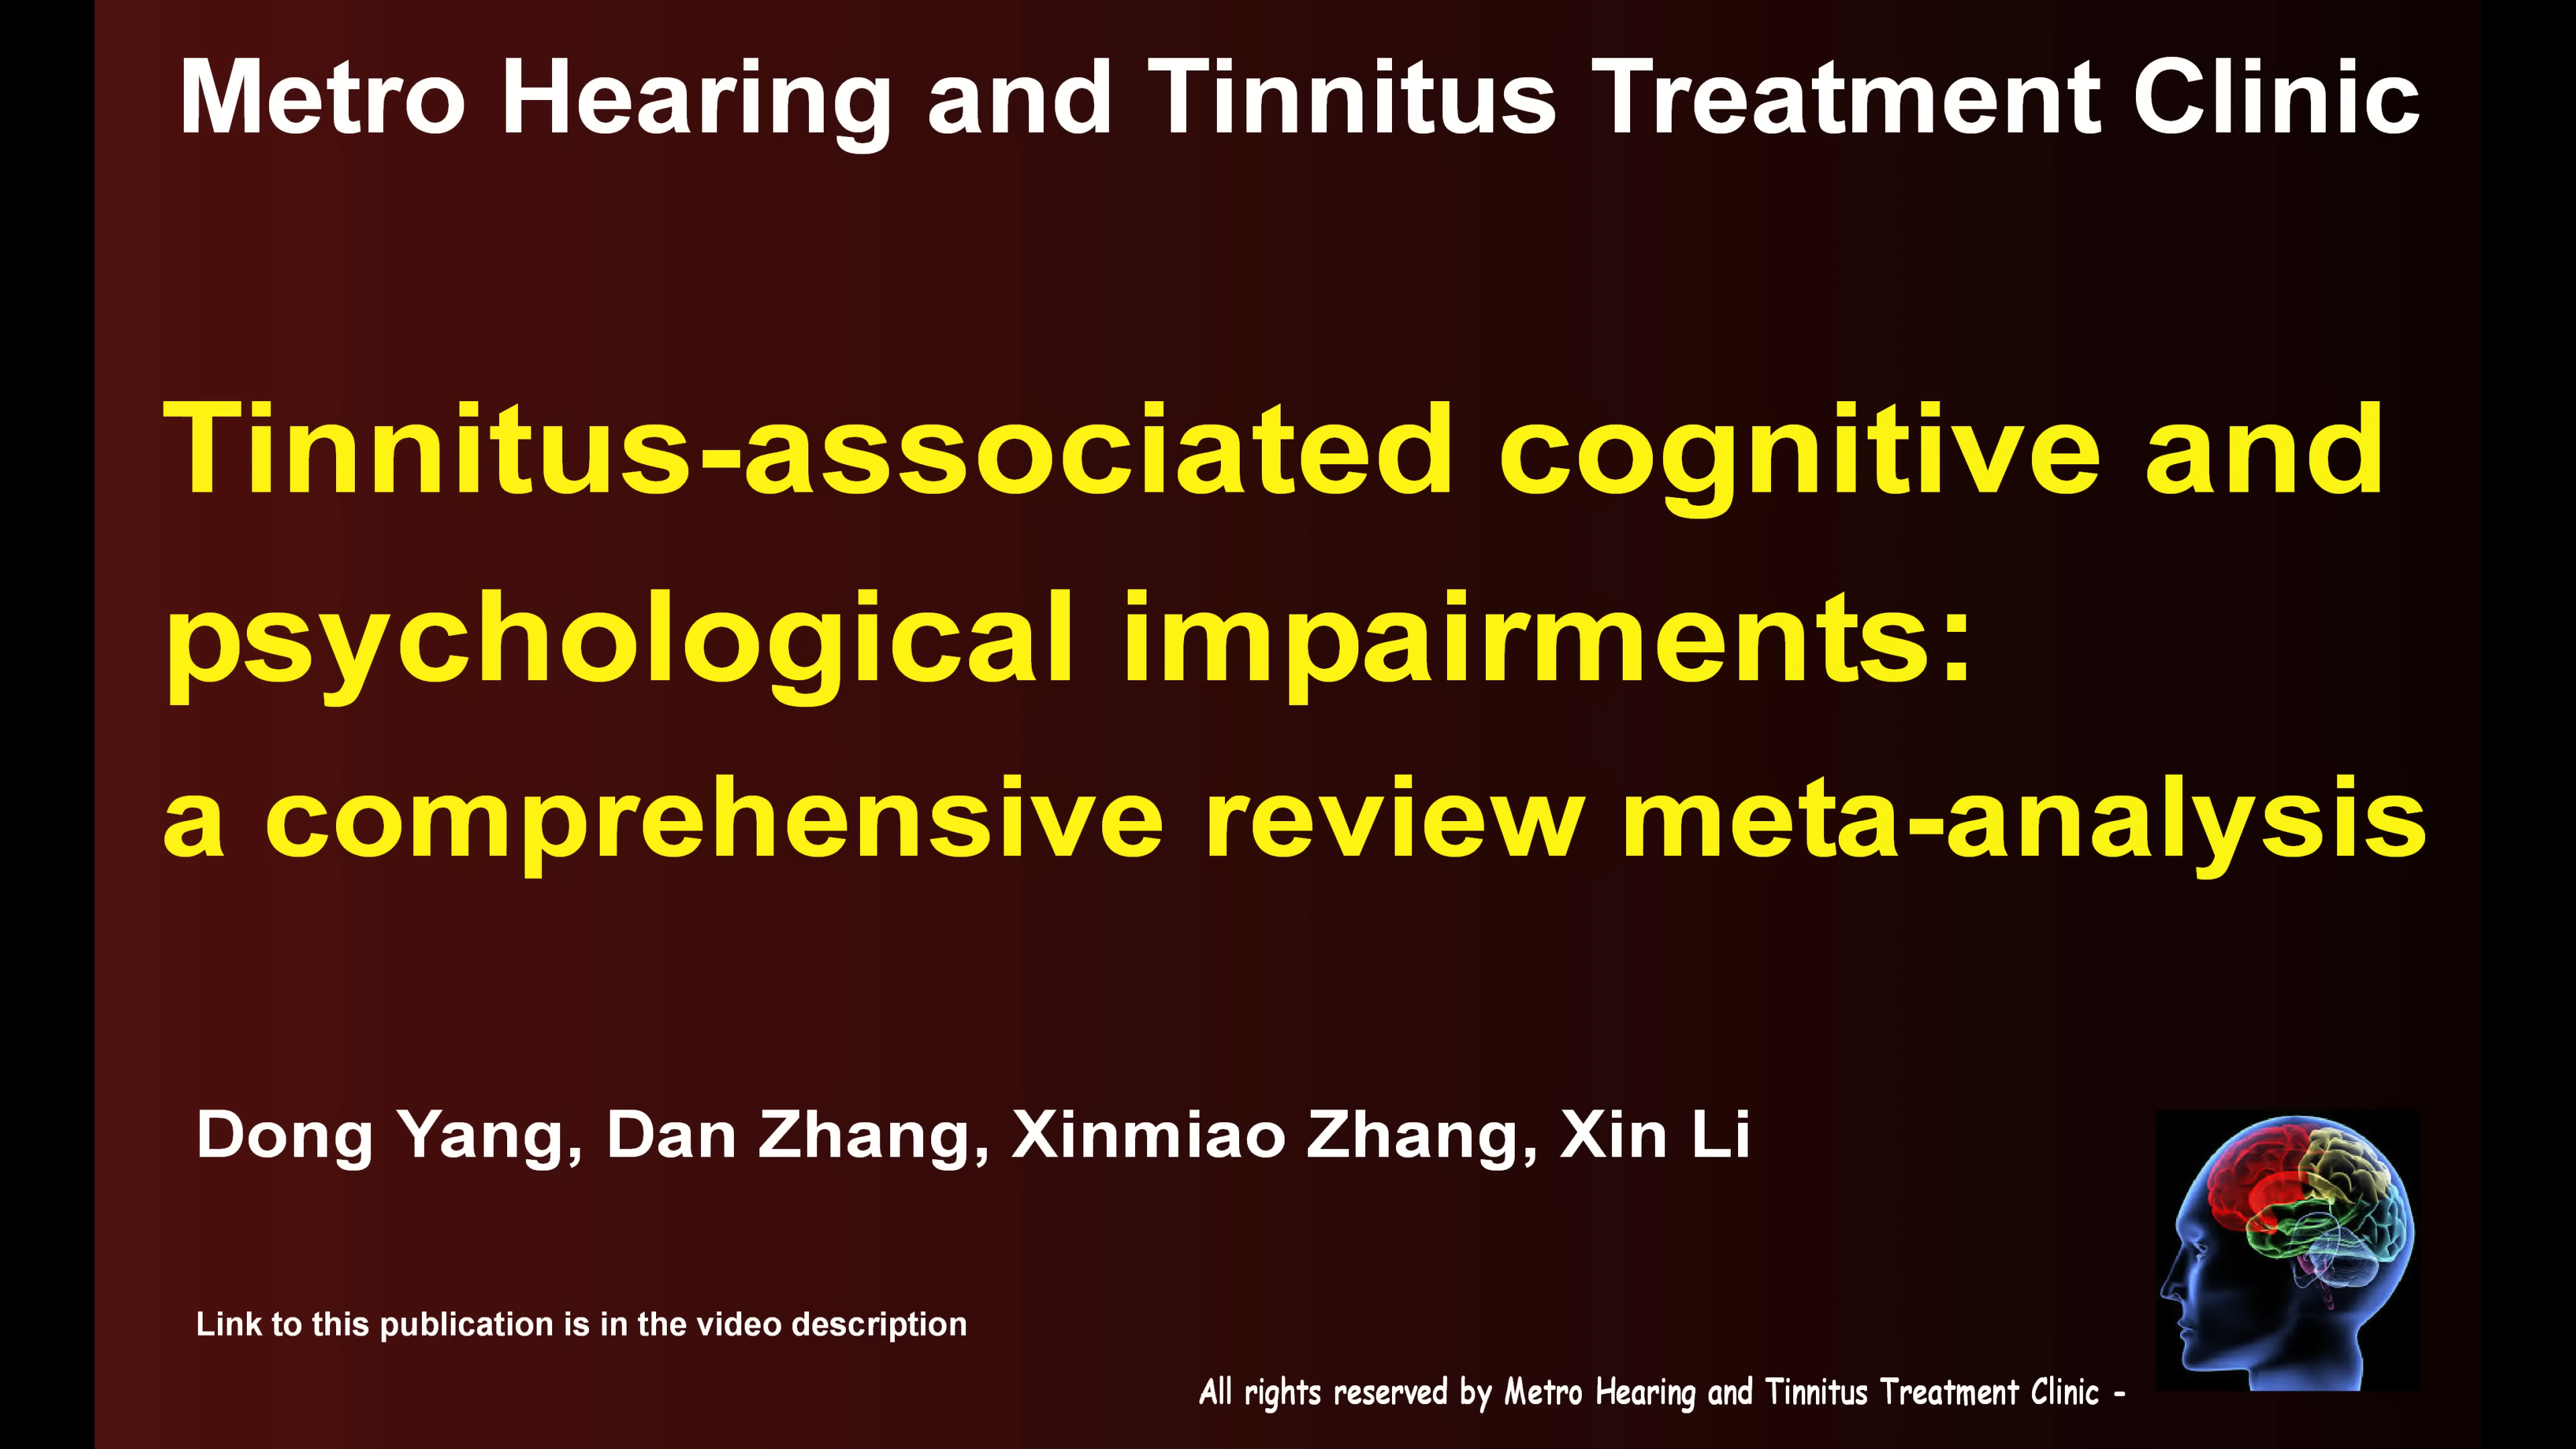 Metro Hearing and Tinnitus Treatment Clinic
Tinnitus-associated cognitive and
psychological impairments:
a comprehensive review meta-analysis
Dong Yang, Dan Zhang, Xinmiao Zhang, Xin Li
Link to this publication is in the video description
All rights reserved by Metro Hearing and Tinnitus Treatment Clinic -